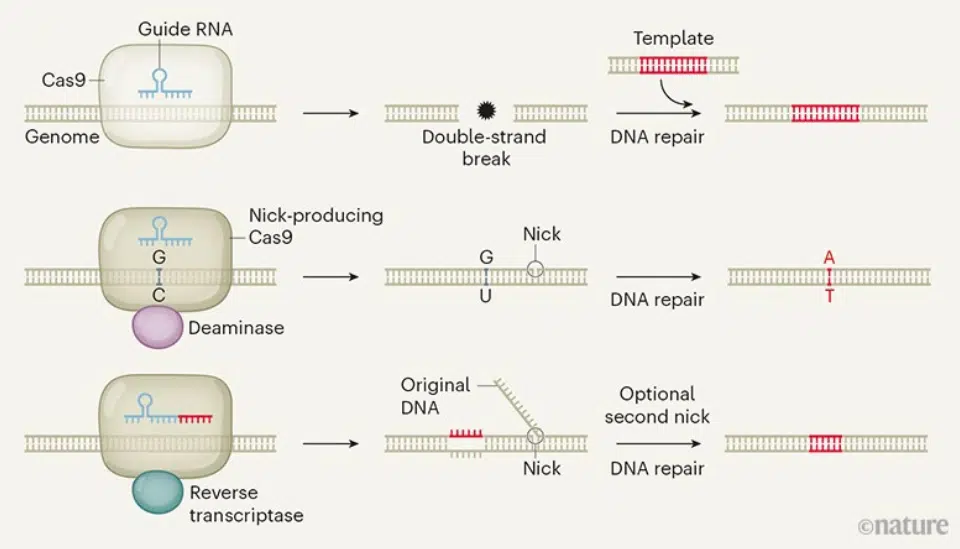 Guide RNA
Cas9
Genome
Double-strand
break
Template
DNA repair
Nick-producing
Cas9
G
C
Deaminase
G
U
Nick
DNA repair
A
T
Reverse
transcriptase
Original
DNA
Nick
Optional
second nick
DNA repair
©nature